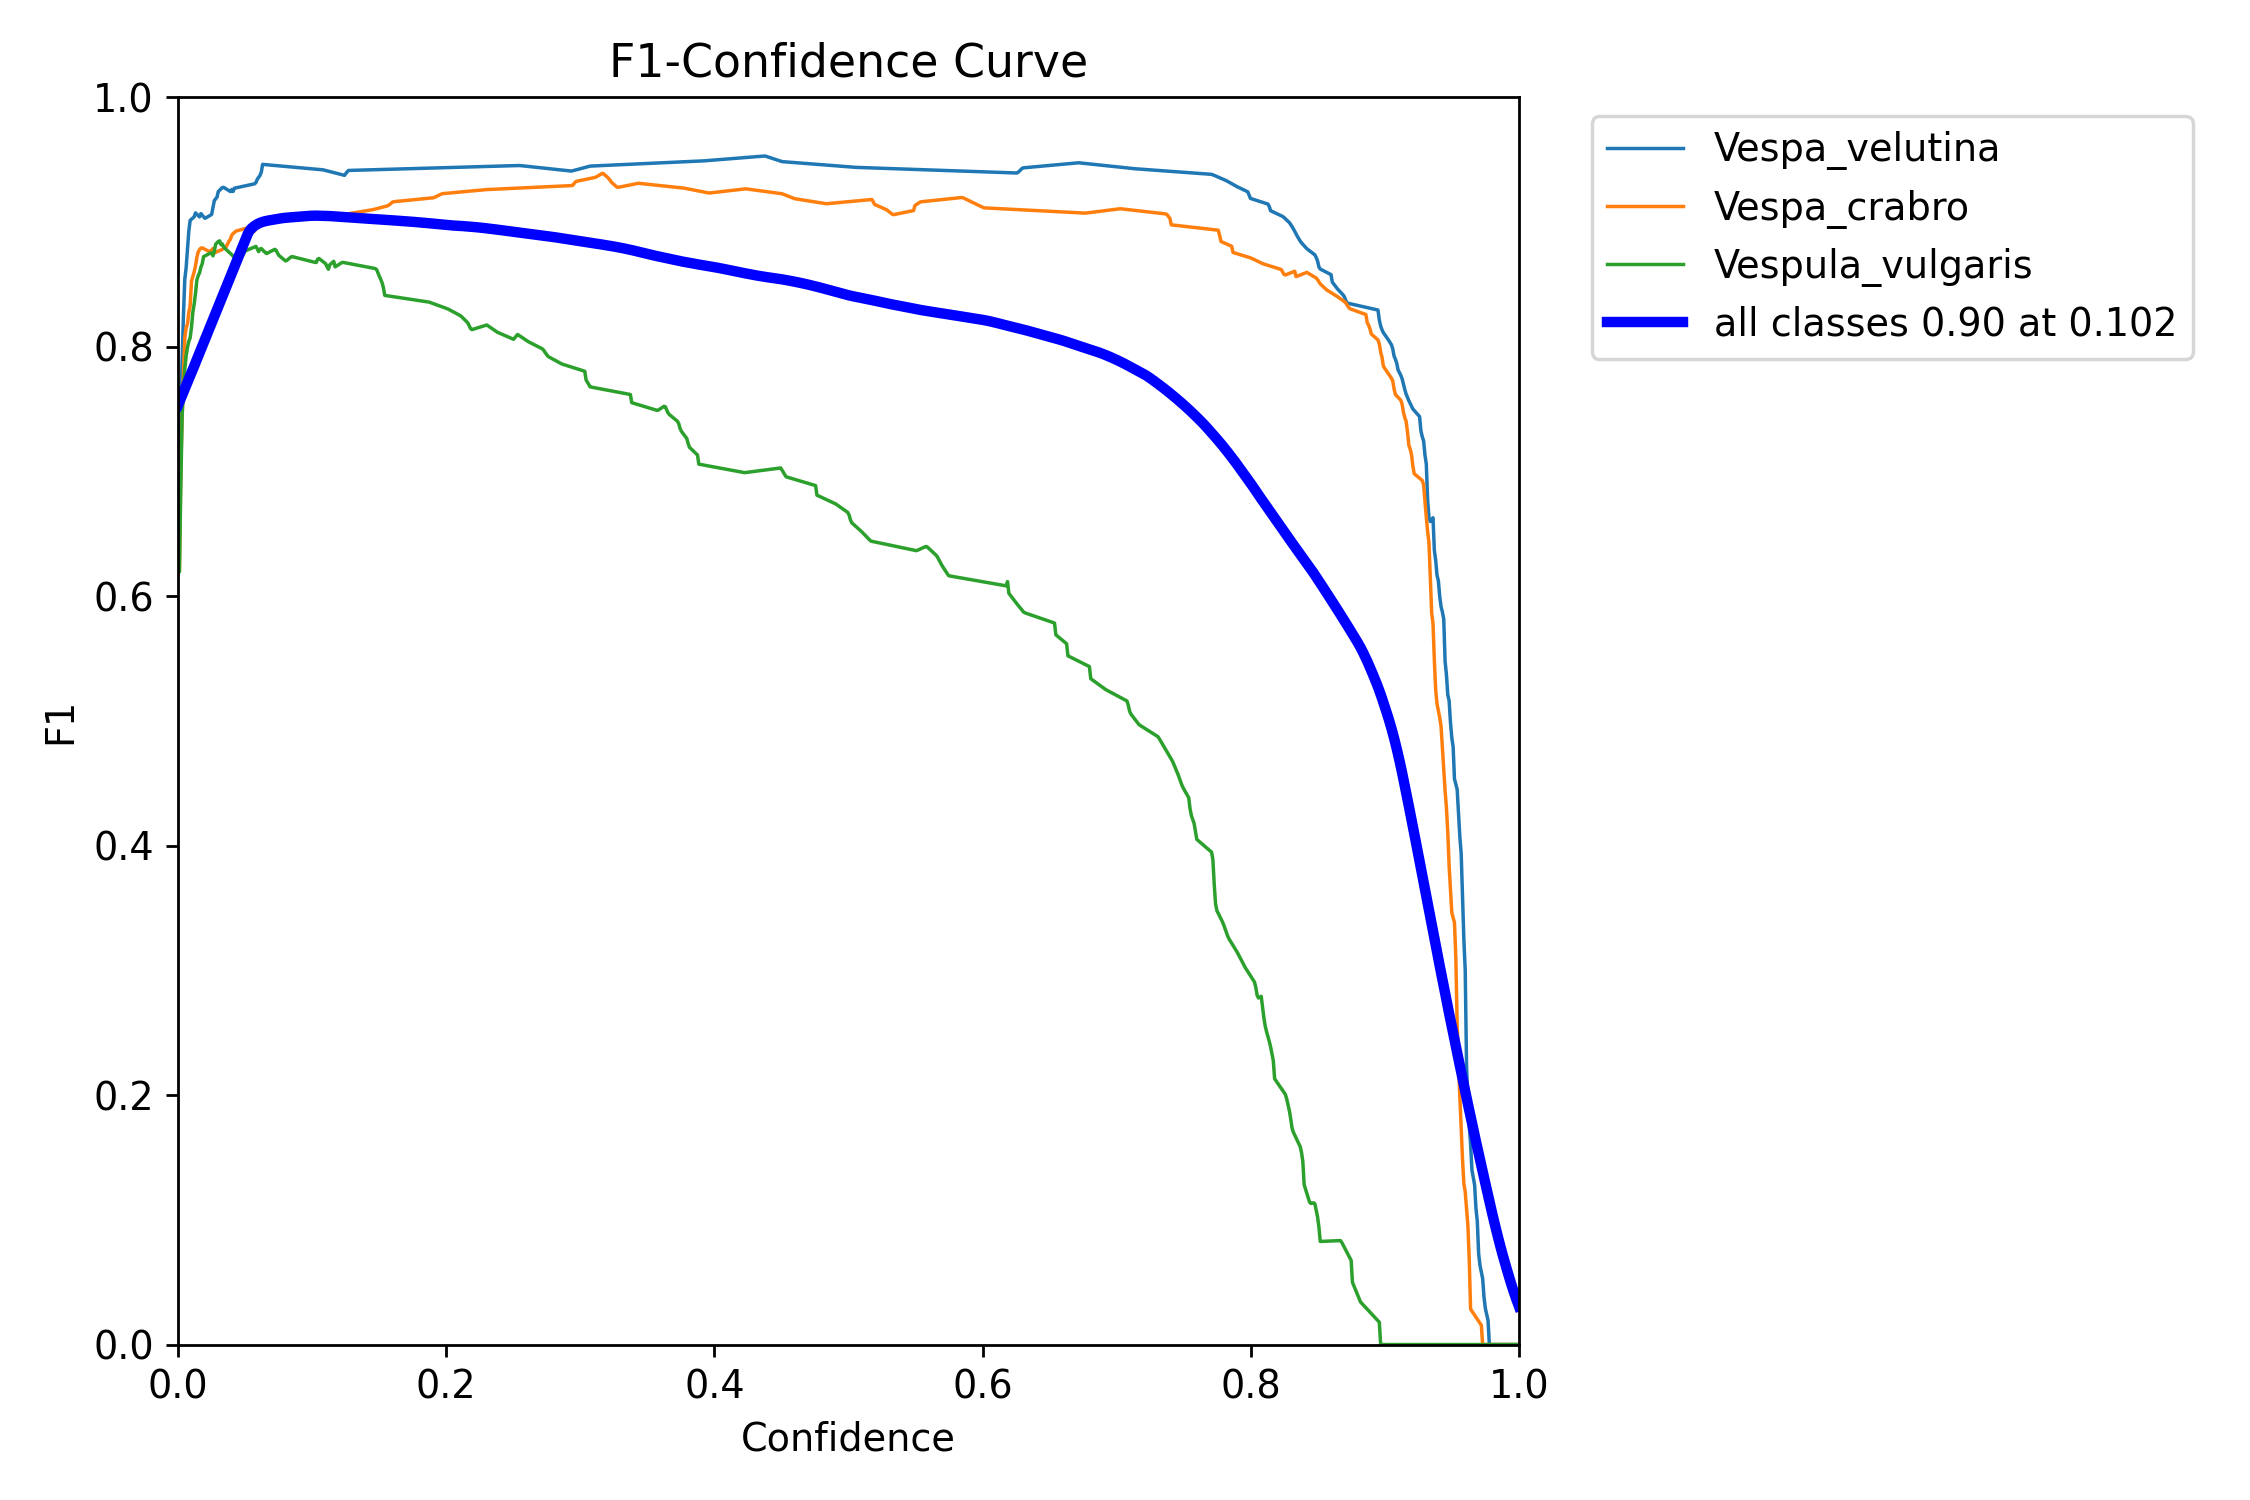 F1-Confidence Curve
1.0
0.8
0.6
0.4
0.2
0.0
F1
0.0 0.2 0.4 0.6 0.8 1.0
Confidence
Vespa_velutina
Vespa_crabro
Vespula_vulgaris
all classes 0.90 at 0.102